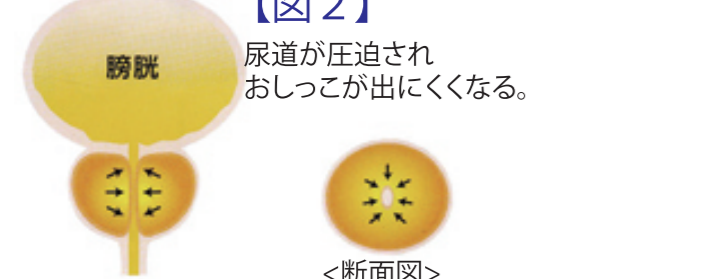 【図２】
尿道が圧迫され
おしっこが出にくくなる。
膀胱
<断面図>